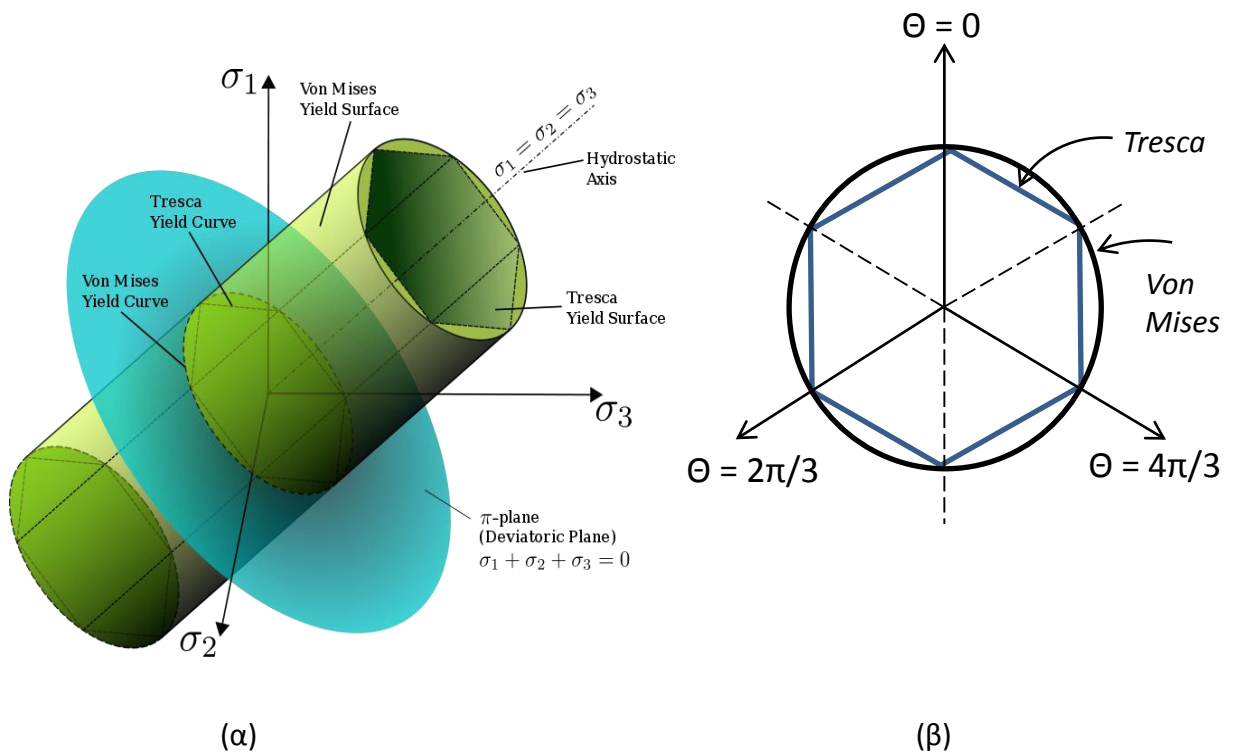 σ₁
Von Mises
Yield Surface
σ₁ = σ₂ = σ₃
Hydrostatic
Axis
Tresca
Yield Curve
Von Mises
Yield Curve
Tresca
Yield Surface
σ₃
π-plane
(Deviatoric Plane)
σ₁ + σ₂ + σ₃ = 0
σ₂
(α)
Θ = 0
Tresca
Von
Mises
Θ = 2π/3
Θ = 4π/3
(β)